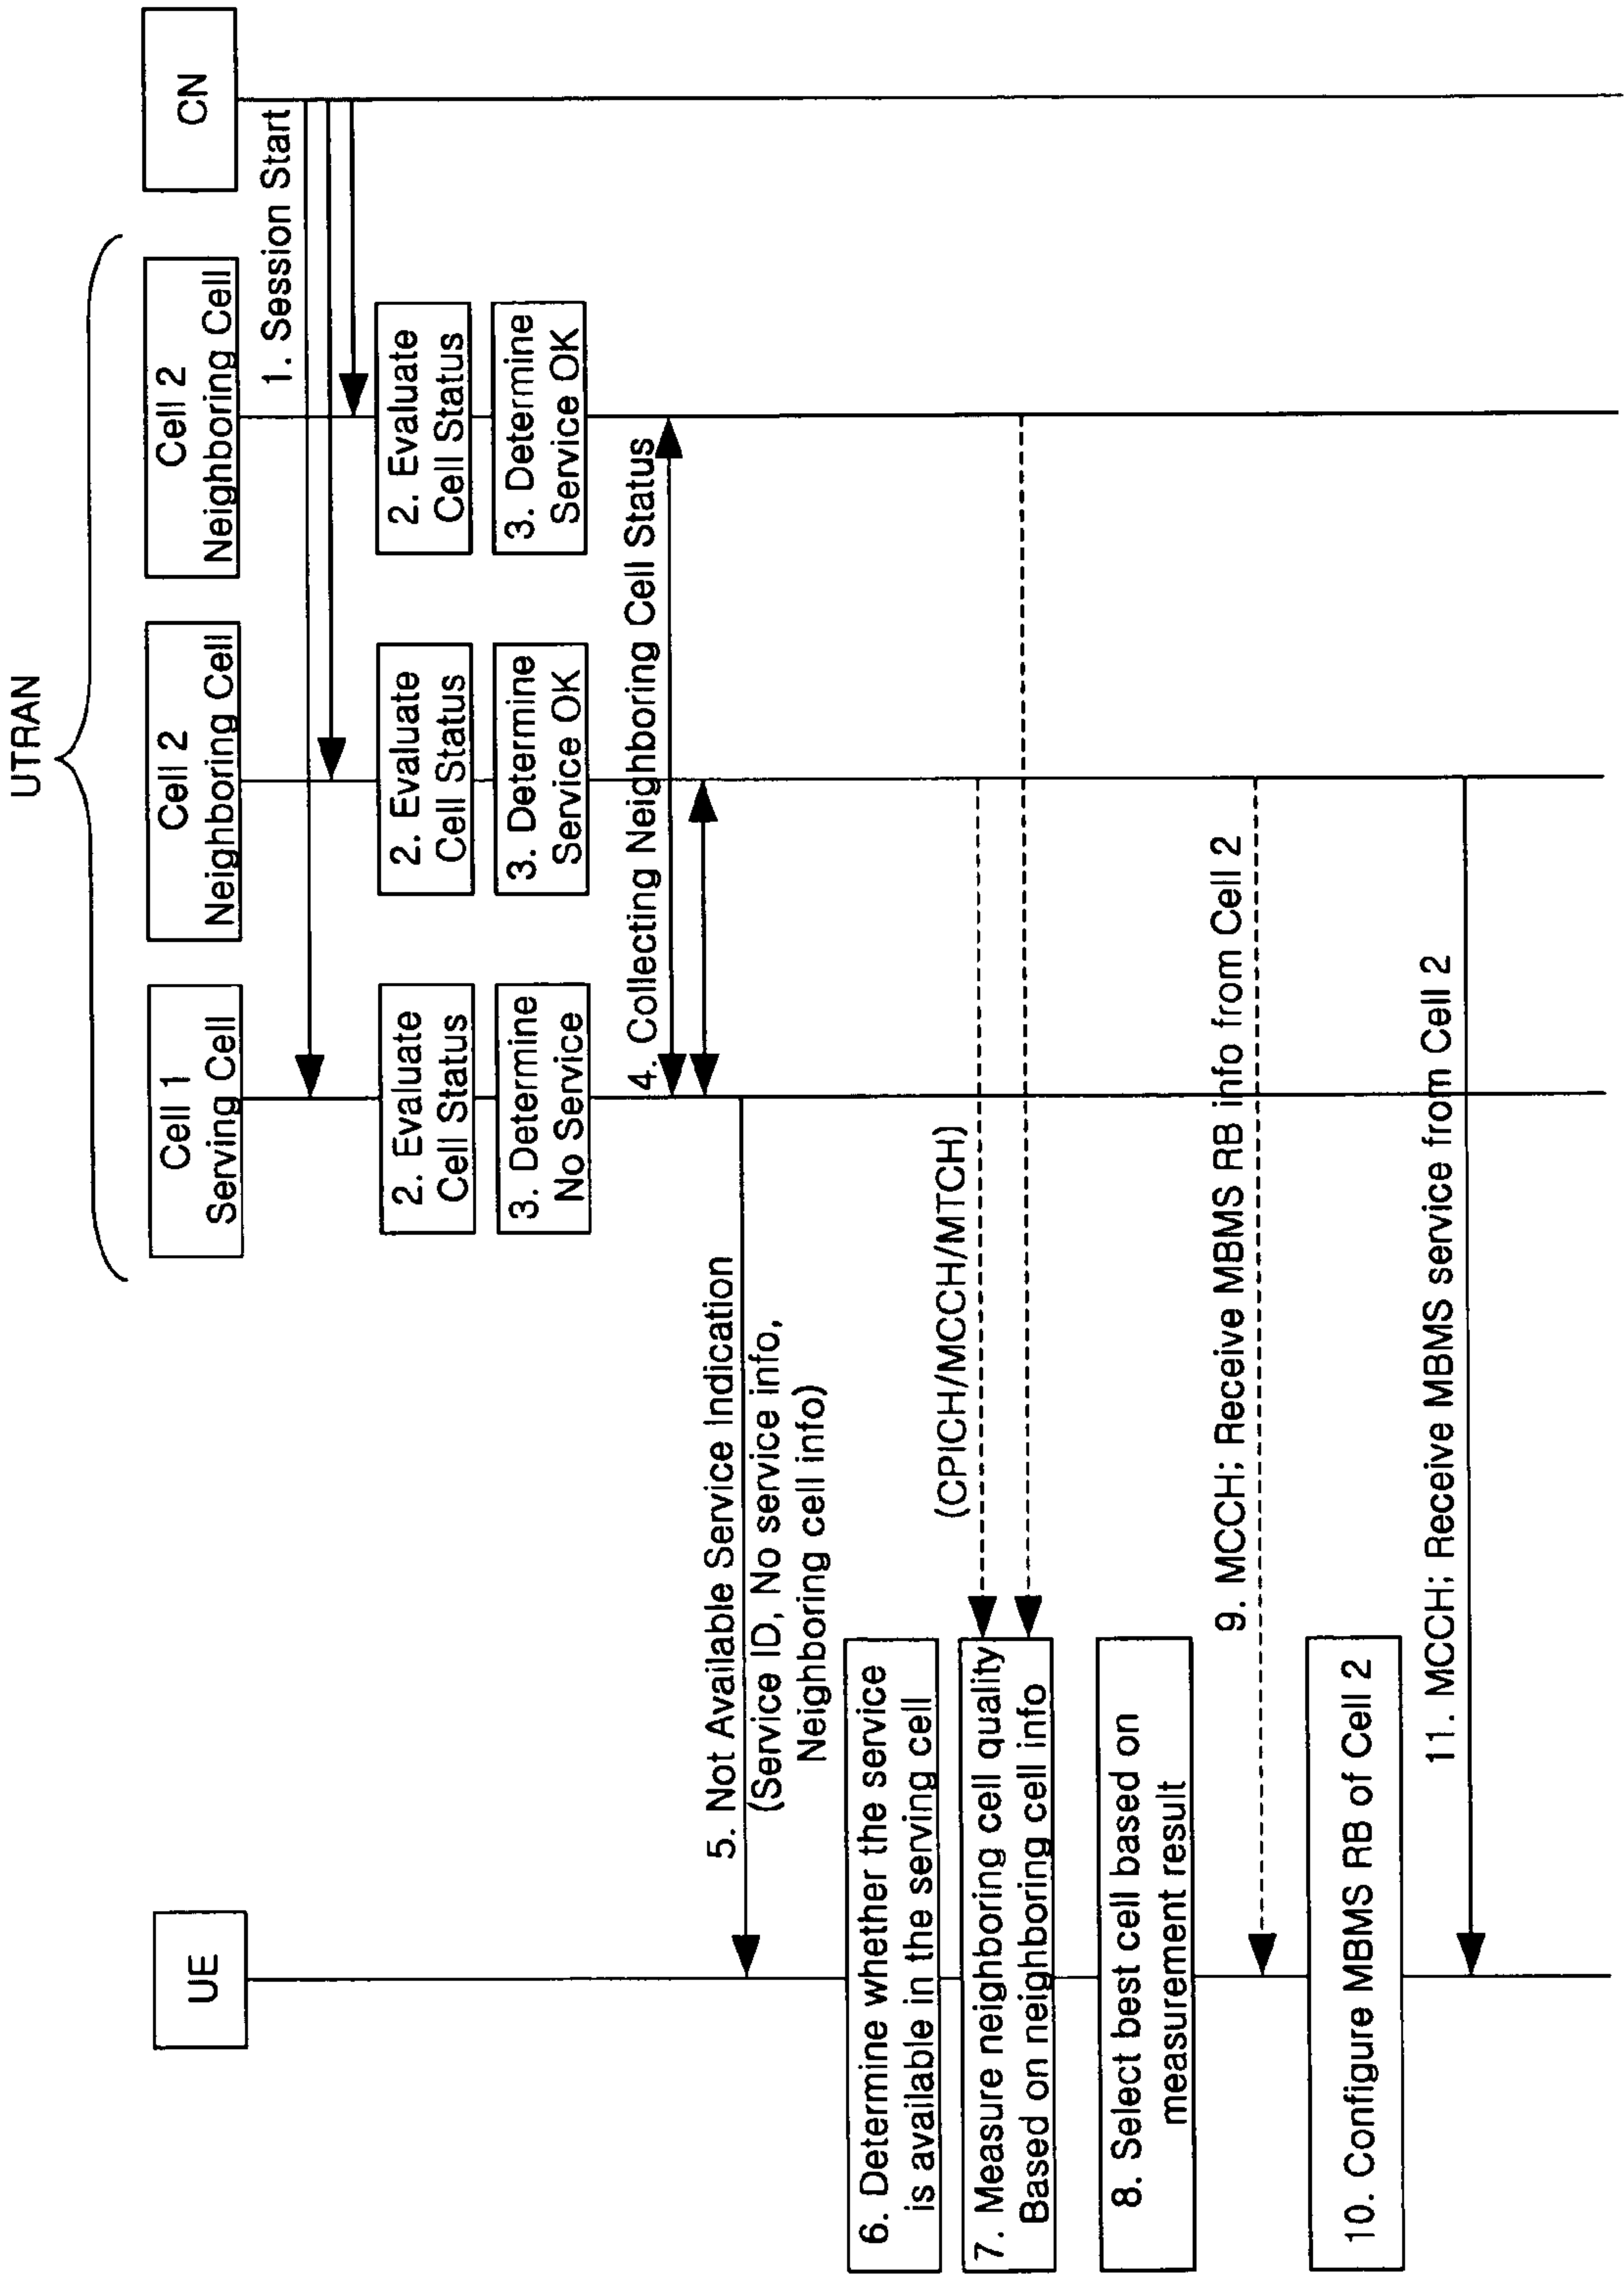 UTRAN
UE
Cell 1
Serving Cell
Cell 2
Neighboring Cell
Cell 2
Neighboring Cell
CN
1. Session Start
2. Evaluate
Cell Status
2. Evaluate
Cell Status
2. Evaluate
Cell Status
3. Determine
No Service
3. Determine
Service OK
3. Determine
Service OK
4. Collecting Neighboring Cell Status
5. Not Available Service Indication
(Service ID, No service info,
Neighboring cell info)
6. Determine whether the service
is available in the serving cell
(CPICH/MCCH/MTCH)
7. Measure neighboring cell quality
Based on neighboring cell info
8. Select best cell based on
measurement result
9. MCCH; Receive MBMS RB info from Cell 2
10. Configure MBMS RB of Cell 2
11. MCCH; Receive MBMS service from Cell 2